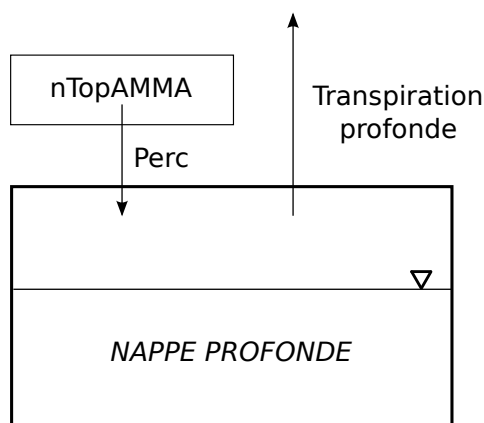 nTopAMMA
Transpiration
profonde
Perc
NAPPE PROFONDE